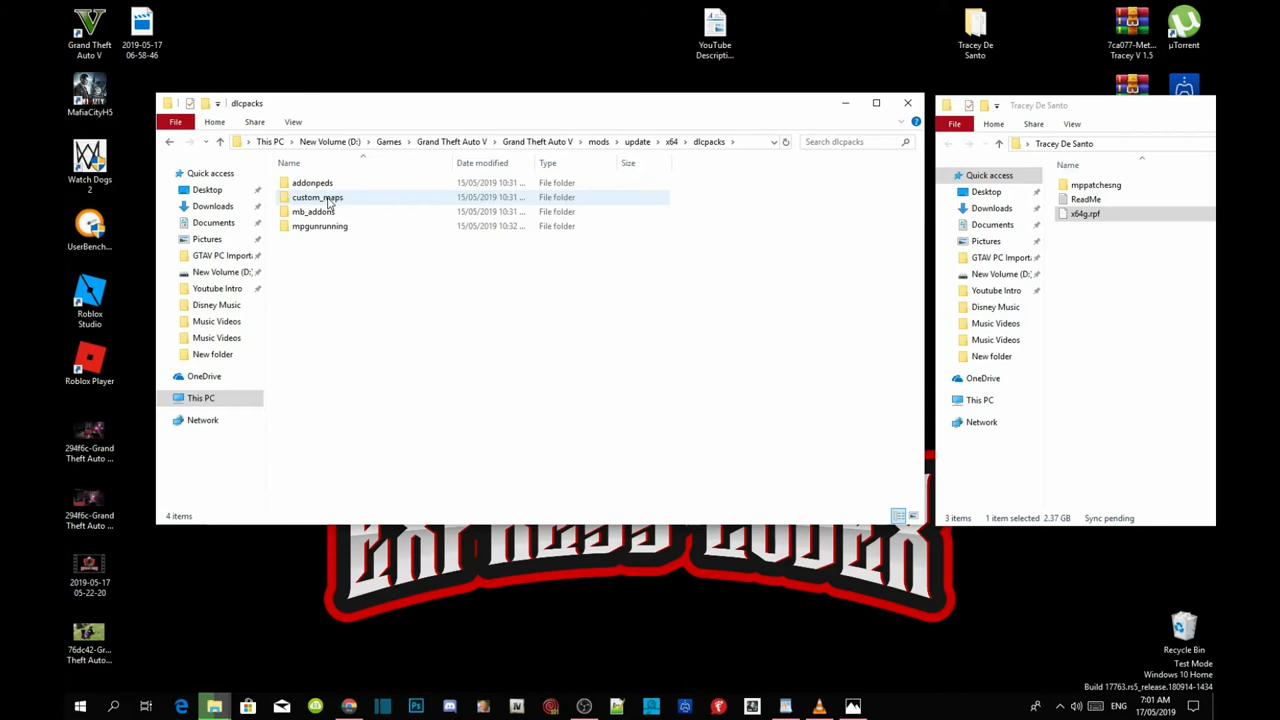 Grand Theft
Auto V
2019-05-17
06-58-46
YouTube
Descripti...
Tracey De
Santo
7ca077-Met...
Tracey V 1.5
µTorrent
MafiaCityH5
Watch Dogs
2
UserBench...
Roblox
Studio
Roblox Player
294f6c-Grand
Theft Auto ...
294f6c-Grand
Theft Auto ...
2019-05-17
05-22-20
76dc42-Gr...
Theft Auto...
dlcpacks
File Home Share View
This PC > New Volume (D:) > Games > Grand Theft Auto V > Grand Theft Auto V > mods > update > x64 > dlcpacks >
Search dlcpacks
Name Date modified Type Size
addonpeds 15/05/2019 10:31 ... File folder
custom_maps 15/05/2019 10:31 ... File folder
mb_addons 15/05/2019 10:31 ... File folder
mpgunrunning 15/05/2019 10:32 ... File folder
Quick access
Desktop
Downloads
Documents
Pictures
GTAV PC Import
New Volume (D:)
Youtube Intro
Disney Music
Music Videos
Music Videos
New folder
OneDrive
This PC
Network
4 items
Tracey De Santo
File Home Share View
Tracey De Santo
Name
mppatchesng
ReadMe
x64g.rpf
Quick access
Desktop
Downloads
Documents
Pictures
GTAV PC Import
New Volume (D:
Youtube Intro
Disney Music
Music Videos
Music Videos
New folder
OneDrive
This PC
Network
3 items 1 item selected 2.37 GB Sync pending
EXPRESS CODER
Recycle Bin
Test Mode
Windows 10 Home
Build 17763.rs5_release.180914-1434
ENG
7:01 AM
17/05/2019